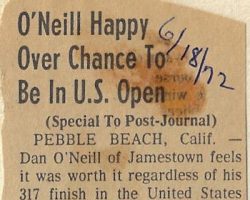 O'Neill Happy
Over Chance To
Be In U.S. Open
6/18/72
(Special To Post-Journal)
PEBBLE BEACH, Calif. —
Dan O'Neill of Jamestown feels
it was worth it regardless of his
317 finish in the United States